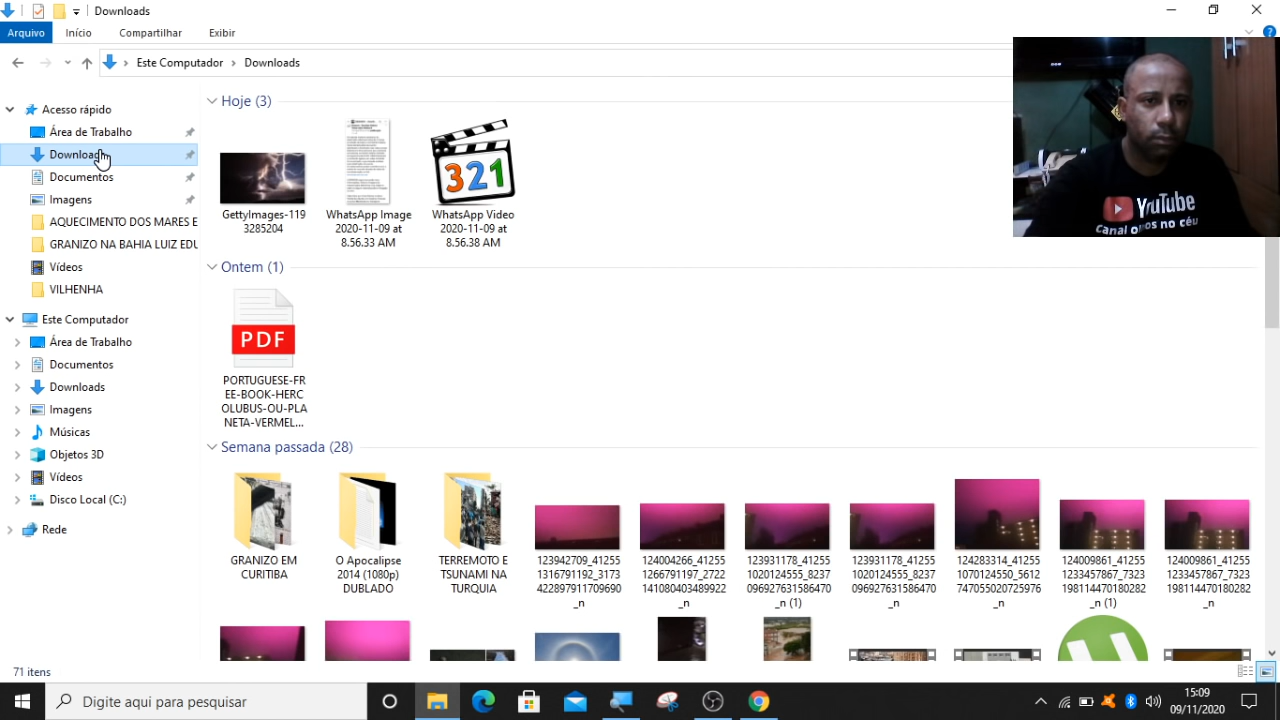 Downloads
Arquivo
Início
Compartilhar
Exibir
Este Computador
Downloads
Acesso rápido
Área de Trabalho
Documentos
Imagens
AQUECIMENTO DOS MARES E
GRANIZO NA BAHIA LUIZ EDU
Vídeos
VILHENHA
Este Computador
Área de Trabalho
Documentos
Downloads
Imagens
Músicas
Objetos 3D
Vídeos
Disco Local (C:)
Rede
Hoje (3)
321
GettyImages-119
3285204
WhatsApp Image
2020-11-09 at
8.56.33 AM
WhatsApp Video
2020-11-09 at
8.56.38 AM
Ontem (1)
PDF
PORTUGUESE-FR
EE-BOOK-HERC
OLUBUS-OU-PLA
NETA-VERMEL...
Semana passada (28)
GRANIZO EM
CURITIBA
O Apocalipse
2014 (1080p)
DUBLADO
TERREMOTO E
TSUNAMI NA
TURQUIA
123942709_41255
1316791192_3173
422897911709690
_n
124004266_41255
1266791197_2722
141080403489922
_n
123931178_41255
1020124555_8237
096927631586470
_n (1)
123931178_41255
1020124555_8237
096927631586470
_n
124283314_41255
1070124550_5612
747055020725976
_n
124009861_41255
1233457867_7323
198114470180282
_n (1)
124009861_41255
1233457867_7323
198114470180282
_n
YouTube
Canal
no céu
71 itens
Digite aqui para pesquisar
15:09
09/11/2020